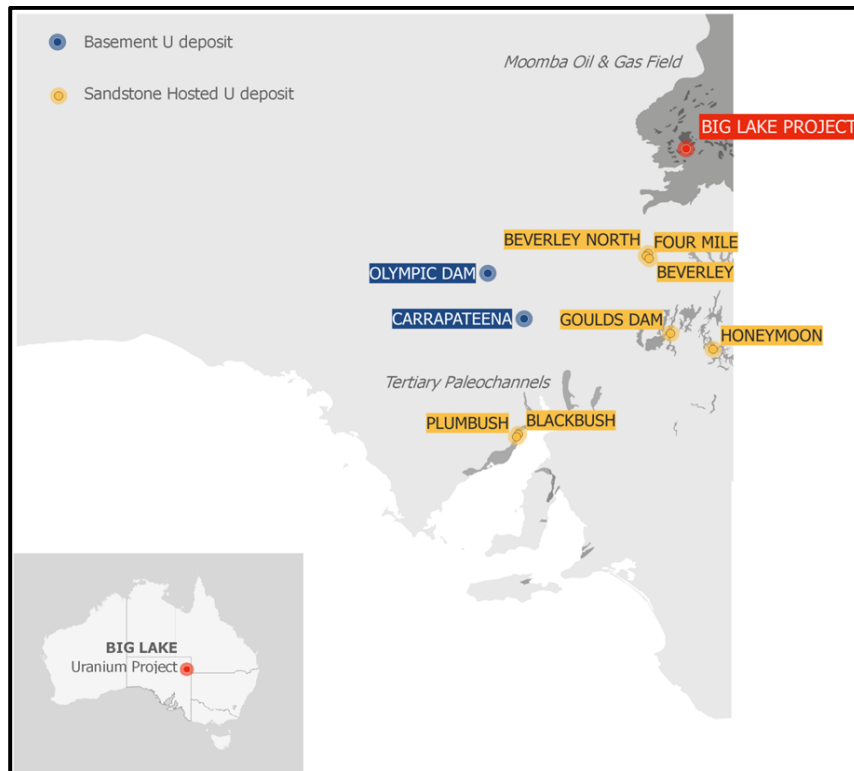 Basement U deposit
Sandstone Hosted U deposit
Moomba Oil & Gas Field
BIG LAKE PROJECT
BEVERLEY NORTH
FOUR MILE
BEVERLEY
OLYMPIC DAM
CARRAPATEENA
GOULDS DAM
HONEYMOON
Tertiary Paleochannels
PLUMBUSH
BLACKBUSH
BIG LAKE
Uranium Project